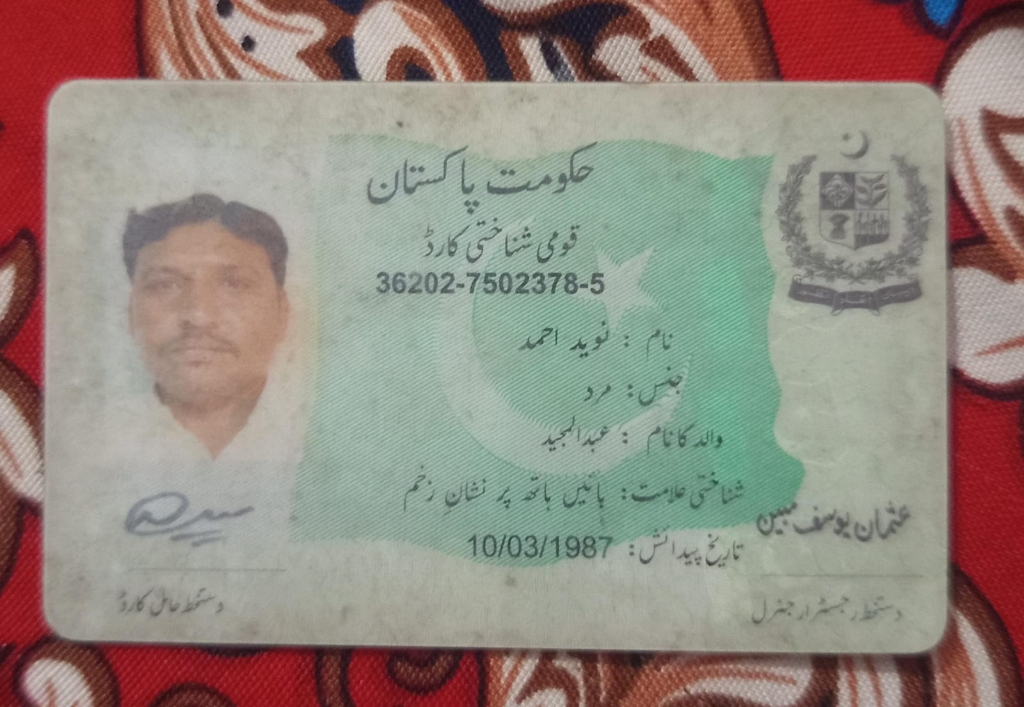 حکومت پاکستان
قومی شناختی کارڈ
36202-7502378-5
نام : نوید احمد
جنس: مرد
والد کا نام : عبدالمجید
شناختی علامت: بائیں ہاتھ پر نشان زخم
تاریخ پیدائش: 10/03/1987
عثمان یوسف مبین
دستخط رجسٹرار جنرل
دستخط حامل کارڈ